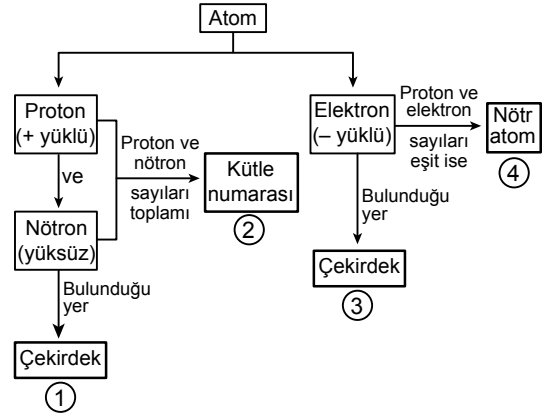 Atom
Proton
(+ yüklü)
ve
Nötron
(yüksüz)
Proton ve
nötron
sayıları
toplamı
Kütle
numarası
2
Bulunduğu
yer
Çekirdek
1
Elektron
(– yüklü)
Proton ve
elektron
sayıları
eşit ise
Nötr
atom
4
Bulunduğu
yer
Çekirdek
3